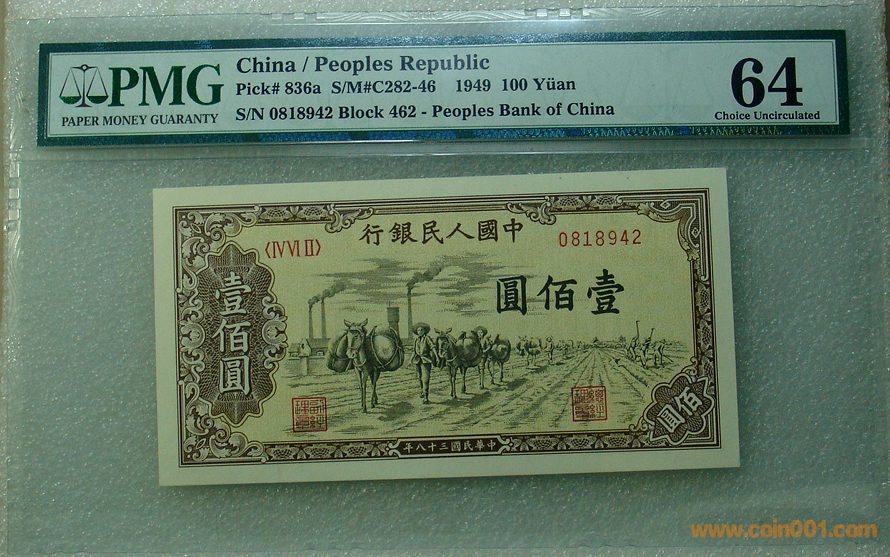 PMG
PAPER MONEY GUARANTY
China / Peoples Republic
Pick# 836a S/M#C282-46 1949 100 Yüan
S/N 0818942 Block 462 - Peoples Bank of China
64
Choice Uncirculated
行銀民人國中
〈IV VI II〉
0818942
圓佰壹
壹佰圓
佰圓
年八十三國民華中
www.coin001.com